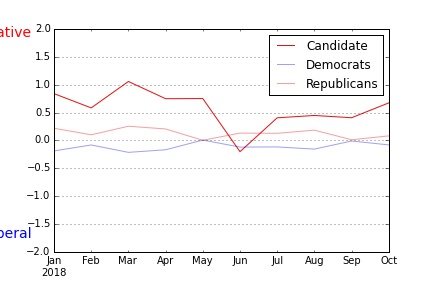 ative
2.0
1.5
1.0
0.5
0.0
−0.5
−1.0
−1.5
−2.0
beral
Candidate
Democrats
Republicans
Jan Feb Mar Apr May Jun Jul Aug Sep Oct
2018